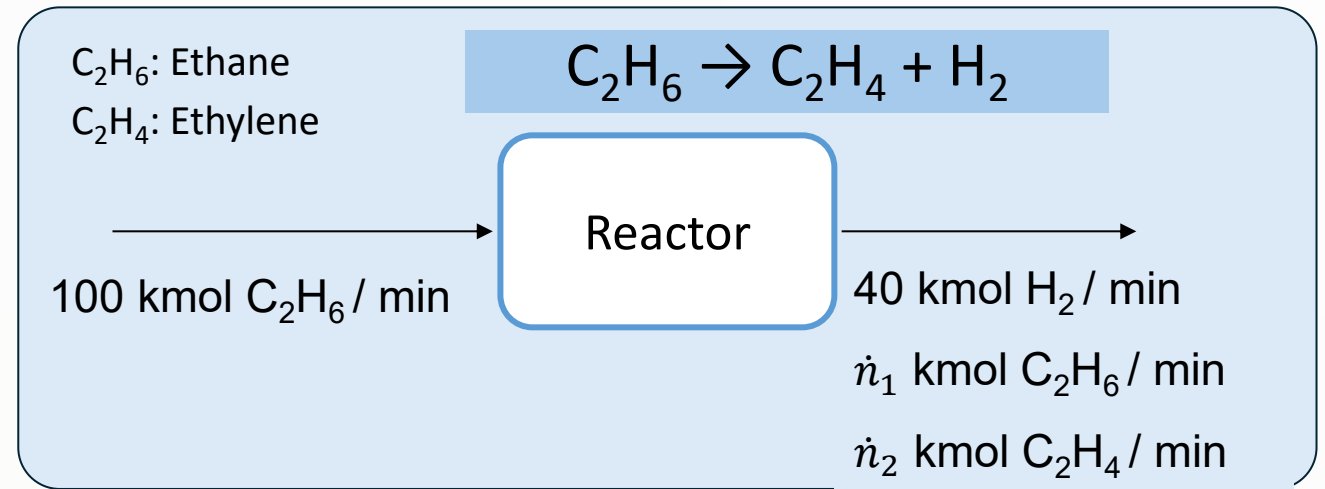 C₂H₆: Ethane
C₂H₄: Ethylene
C₂H₆ → C₂H₄ + H₂
Reactor
100 kmol C₂H₆ / min
40 kmol H₂ / min
ṅ₁ kmol C₂H₆ / min
ṅ₂ kmol C₂H₄ / min